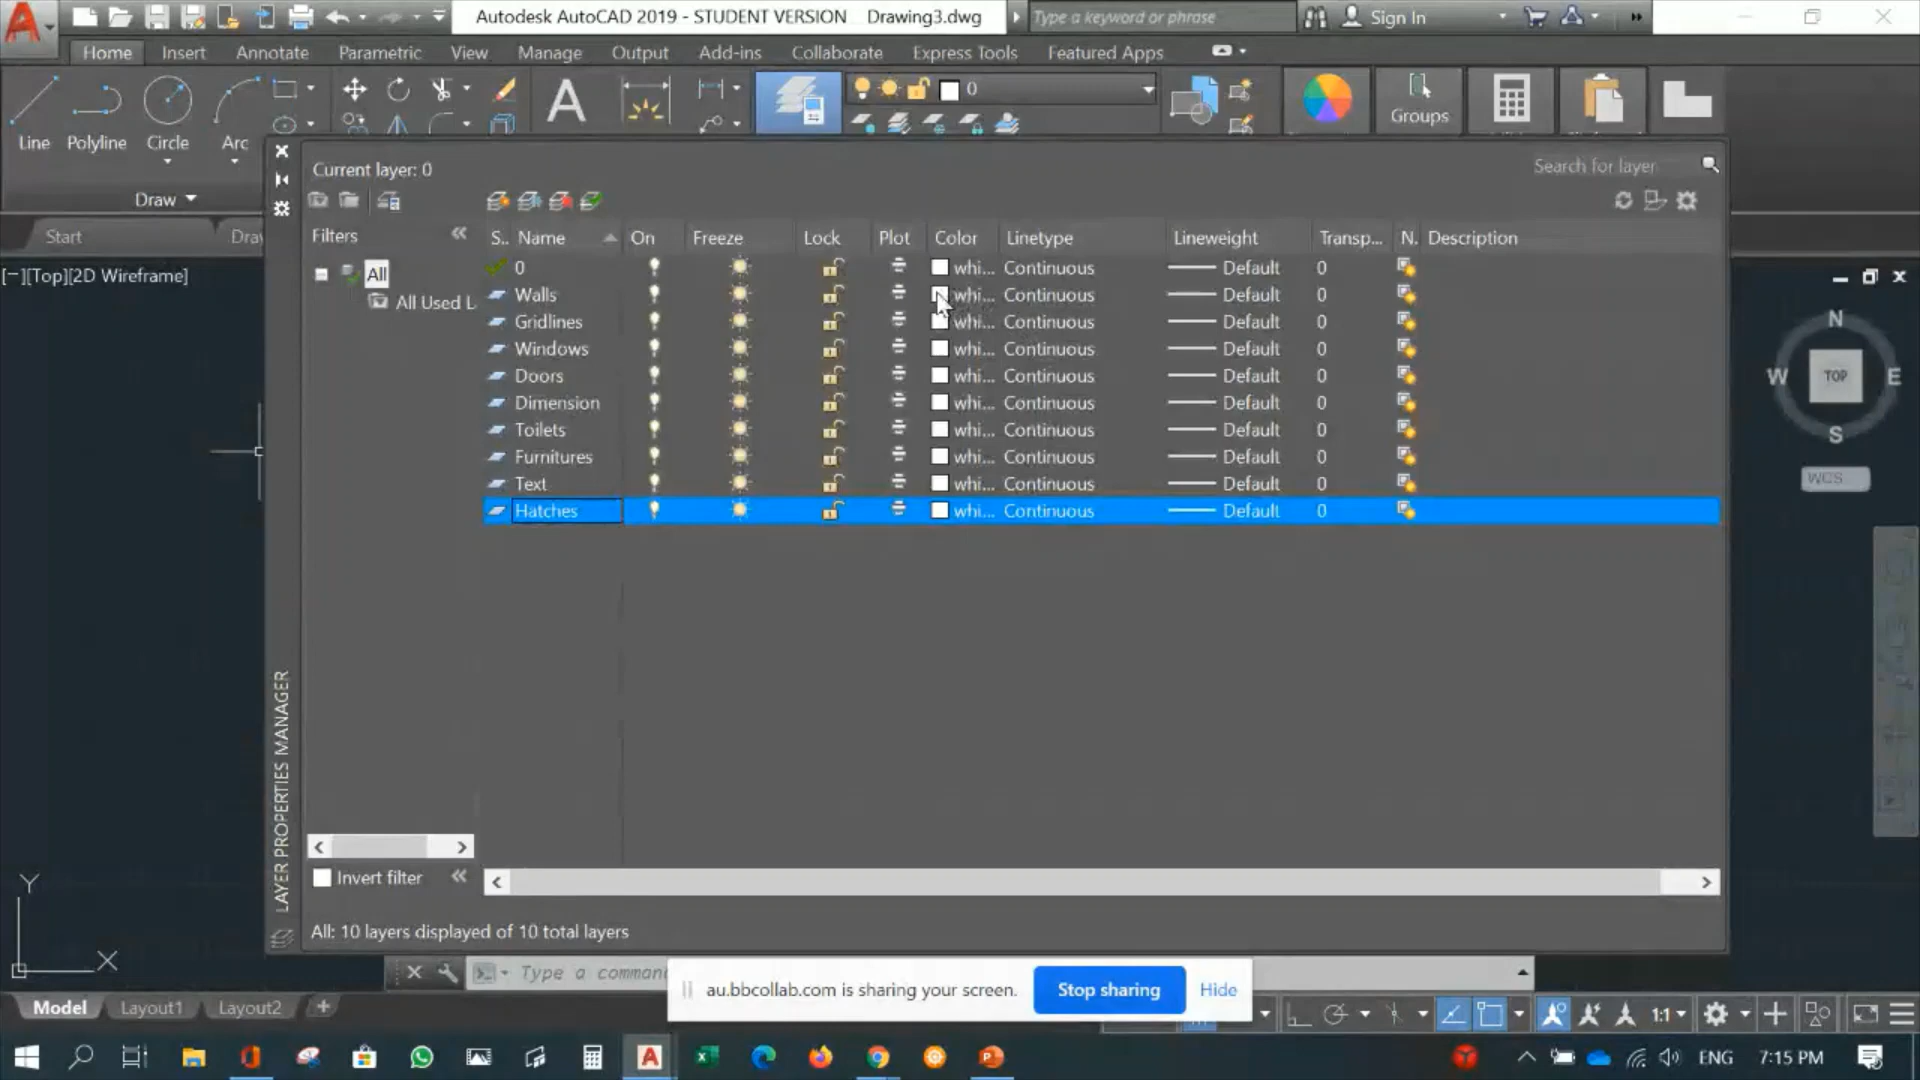 Autodesk AutoCAD 2019 - STUDENT VERSION Drawing3.dwg
Type a keyword or phrase
Sign In
Home Insert Annotate Parametric View Manage Output Add-ins Collaborate Express Tools Featured Apps
A
0
Line Polyline Circle Arc
Groups
Draw
Start
[−][Top][2D Wireframe]
Current layer: 0
Search for layer
Filters
All
All Used L
S.. Name On Freeze Lock Plot Color Linetype Lineweight Transp... N. Description
0 whi... Continuous Default 0
Walls whi... Continuous Default 0
Gridlines whi... Continuous Default 0
Windows whi... Continuous Default 0
Doors whi... Continuous Default 0
Dimension whi... Continuous Default 0
Toilets whi... Continuous Default 0
Furnitures whi... Continuous Default 0
Text whi... Continuous Default 0
Hatches whi... Continuous Default 0
N
W TOP E
S
WCS
LAYER PROPERTIES MANAGER
Invert filter
All: 10 layers displayed of 10 total layers
Y
X
Type a comman
au.bbcollab.com is sharing your screen. Stop sharing Hide
Model Layout1 Layout2 +
1:1
ENG 7:15 PM